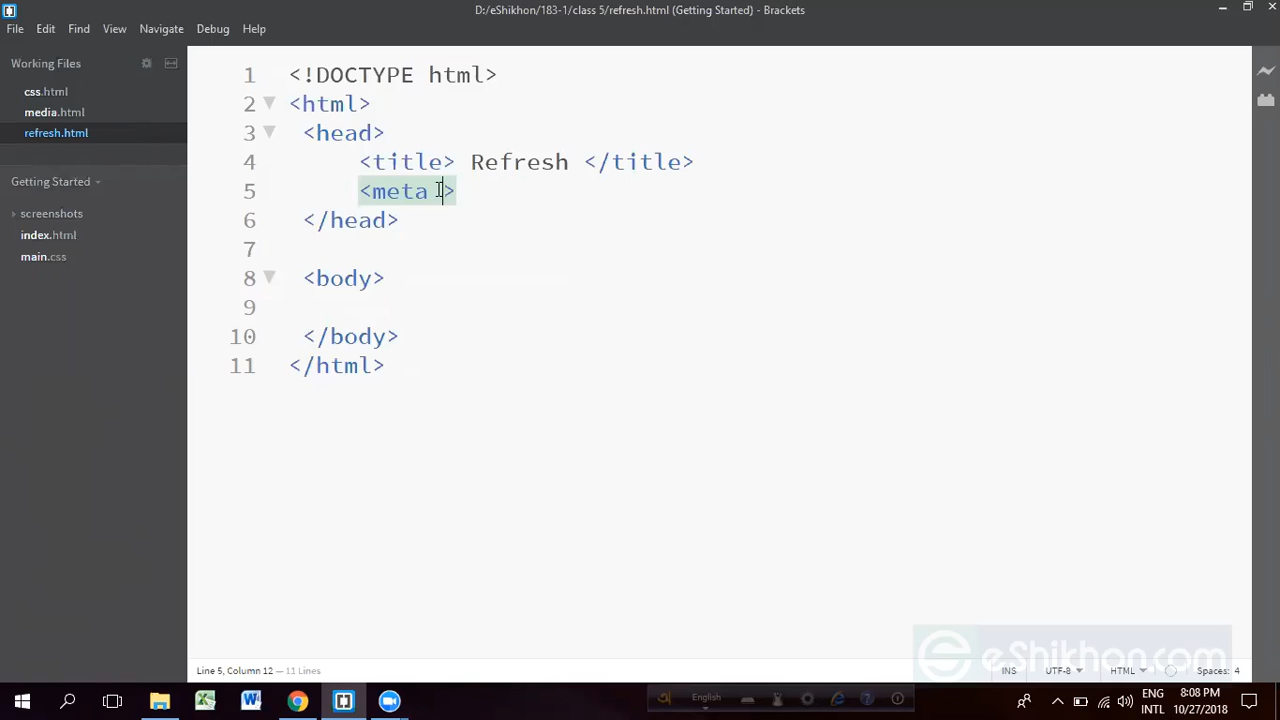 D:/eShikhon/183-1/class 5/refresh.html (Getting Started) - Brackets
File Edit Find View Navigate Debug Help
Working Files
css.html
media.html
refresh.html
Getting Started
screenshots
index.html
main.css
1 <!DOCTYPE html>
2 <html>
3 <head>
4 <title> Refresh </title>
5 <meta >
6 </head>
7
8 <body>
9
10 </body>
11 </html>
eShikhon.com
Line 5, Column 12 — 11 Lines
INS UTF-8 HTML Spaces: 4
English
ENG
INTL
8:08 PM
10/27/2018